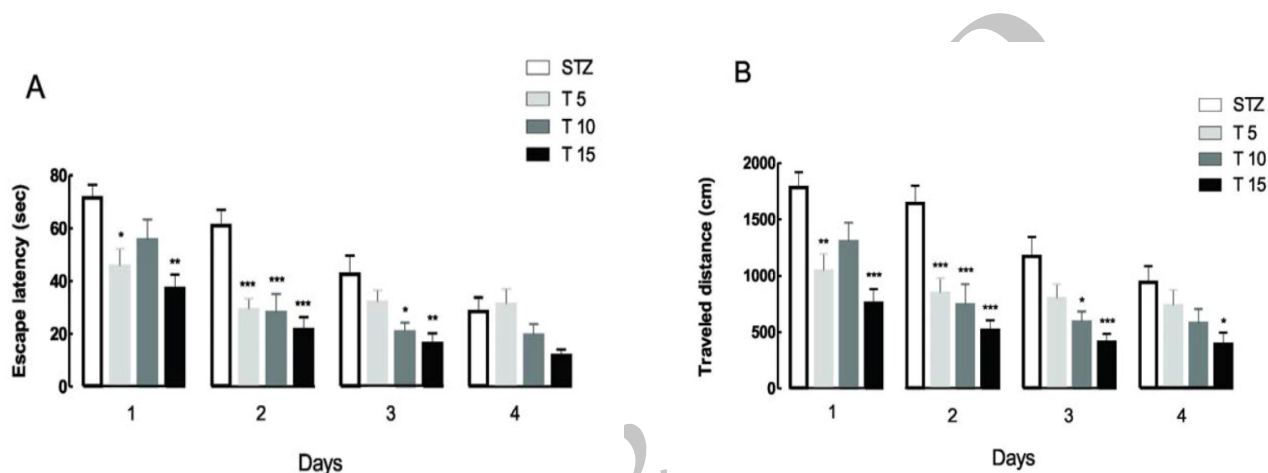 A
STZ
T 5
T 10
T 15
Escape latency (sec)
80
60
40
20
0
*
**
***
***
***
*
**
1
2
3
4
Days
B
STZ
T 5
T 10
T 15
Traveled distance (cm)
2000
1500
1000
500
0
**
***
***
***
***
*
***
*
1
2
3
4
Days